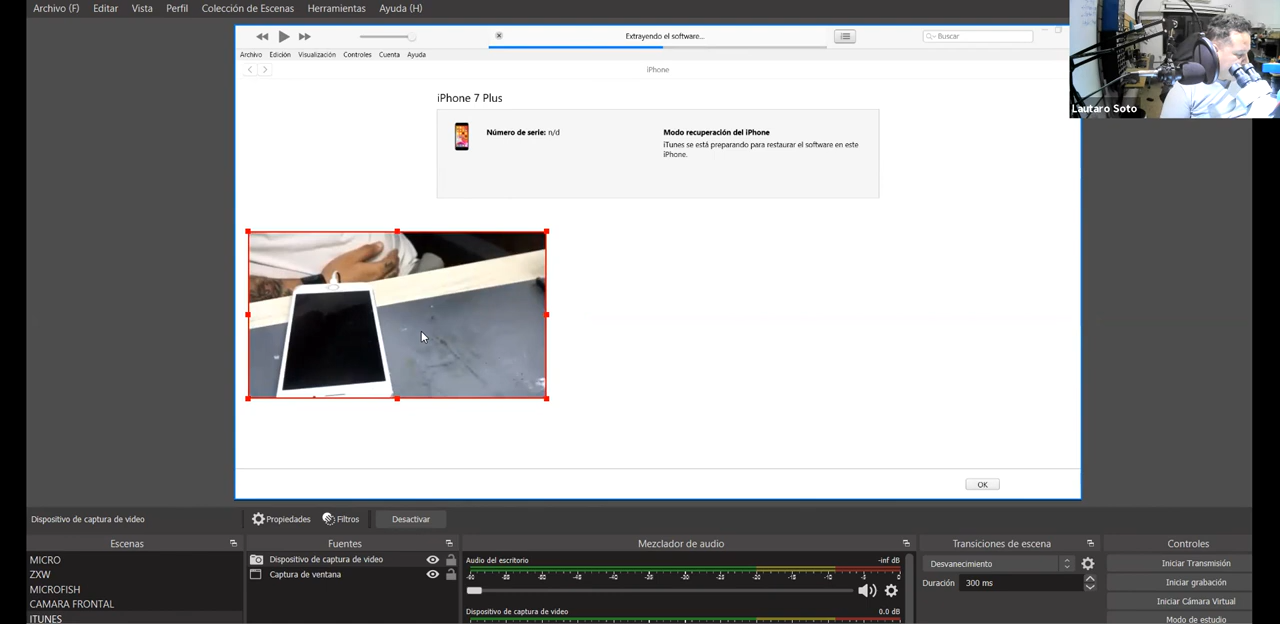 Archivo (F) Editar Vista Perfil Colección de Escenas Herramientas Ayuda (H)
Extrayendo el software...
Buscar
Archivo Edición Visualización Controles Cuenta Ayuda
iPhone
Lautaro Soto
iPhone 7 Plus
Número de serie: n/d
Modo recuperación del iPhone
iTunes se está preparando para restaurar el software en este
iPhone.
OK
Dispositivo de captura de video
Propiedades Filtros Desactivar
Escenas
MICRO
ZXW
MICROFISH
CAMARA FRONTAL
ITUNES
Fuentes
Dispositivo de captura de video
Captura de ventana
Mezclador de audio
Audio del escritorio -inf dB
Dispositivo de captura de video 0.0 dB
Transiciones de escena
Desvanecimiento
Duración 300 ms
Controles
Iniciar Transmisión
Iniciar grabación
Iniciar Cámara Virtual
Modo de estudio